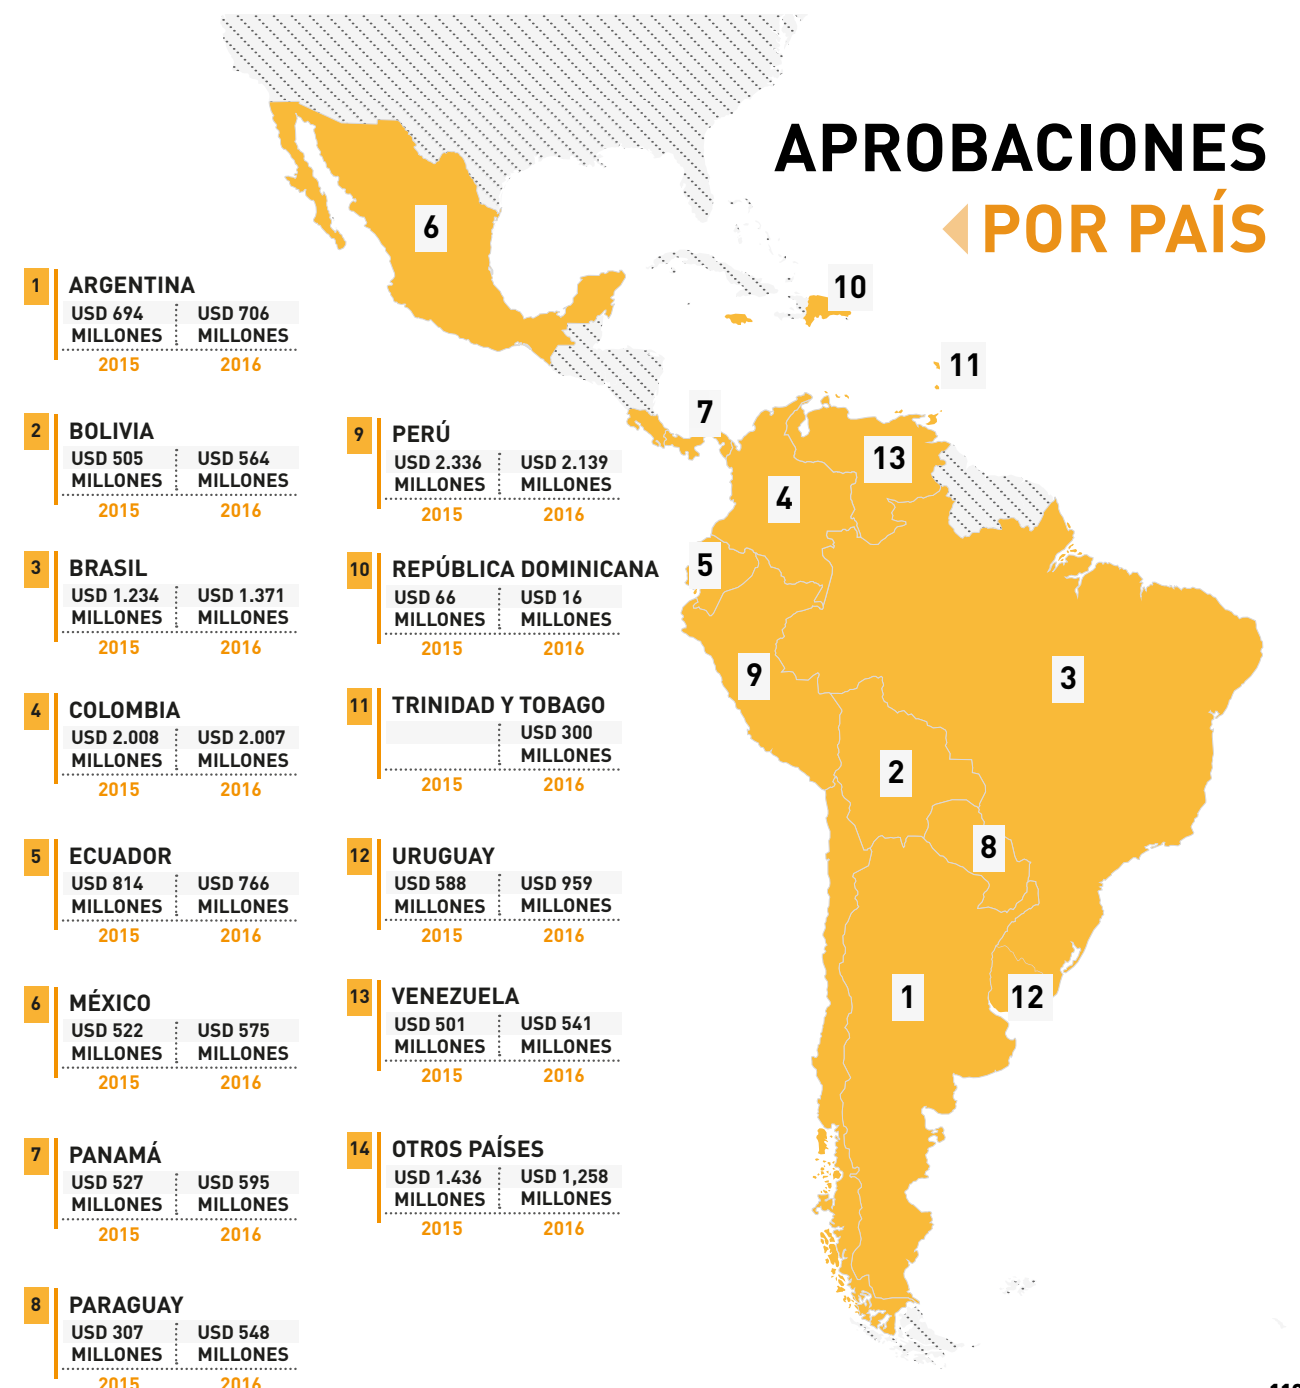 APROBACIONES
POR PAÍS
1 ARGENTINA
USD 694 USD 706
MILLONES MILLONES
2015 2016
2 BOLIVIA
USD 505 USD 564
MILLONES MILLONES
2015 2016
3 BRASIL
USD 1.234 USD 1.371
MILLONES MILLONES
2015 2016
4 COLOMBIA
USD 2.008 USD 2.007
MILLONES MILLONES
2015 2016
5 ECUADOR
USD 814 USD 766
MILLONES MILLONES
2015 2016
6 MÉXICO
USD 522 USD 575
MILLONES MILLONES
2015 2016
7 PANAMÁ
USD 527 USD 595
MILLONES MILLONES
2015 2016
8 PARAGUAY
USD 307 USD 548
MILLONES MILLONES
2015 2016
9 PERÚ
USD 2.336 USD 2.139
MILLONES MILLONES
2015 2016
10 REPÚBLICA DOMINICANA
USD 66 USD 16
MILLONES MILLONES
2015 2016
11 TRINIDAD Y TOBAGO
USD 300
MILLONES
2015 2016
12 URUGUAY
USD 588 USD 959
MILLONES MILLONES
2015 2016
13 VENEZUELA
USD 501 USD 541
MILLONES MILLONES
2015 2016
14 OTROS PAÍSES
USD 1.436 USD 1,258
MILLONES MILLONES
2015 2016
6
10
11
7
13
4
5
9
3
2
8
1
12